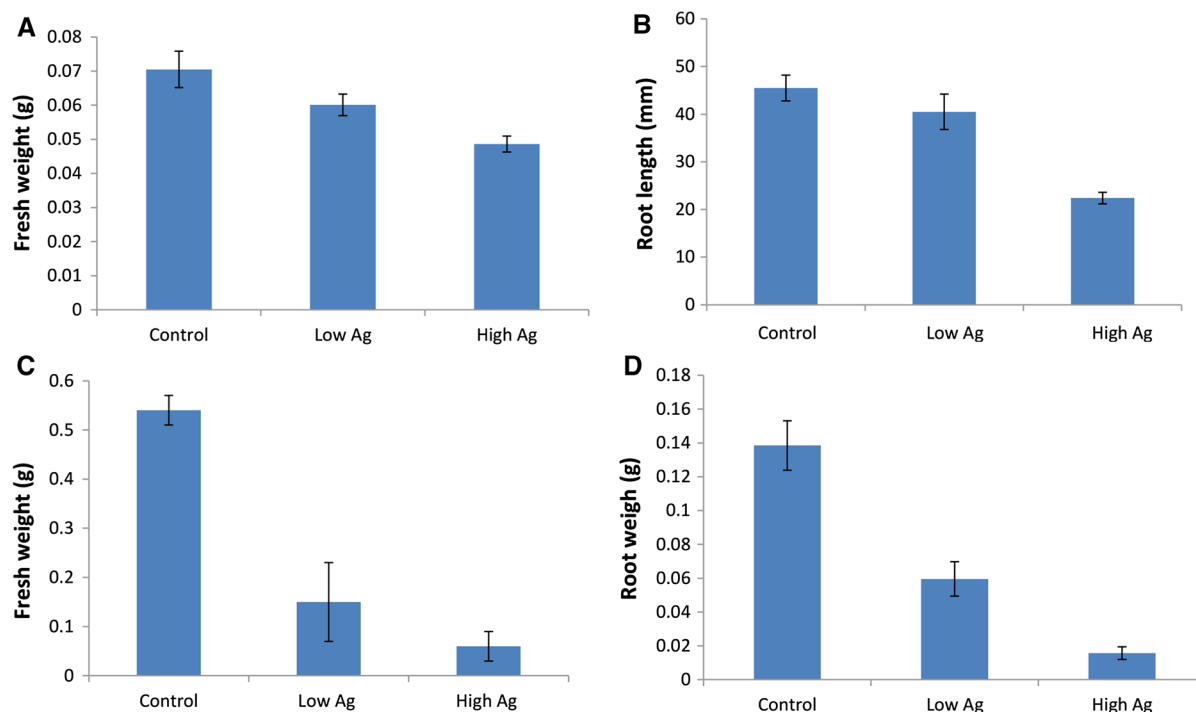 A
Fresh weight (g)
0.08
0.07
0.06
0.05
0.04
0.03
0.02
0.01
0
Control Low Ag High Ag
B
Root length (mm)
60
50
40
30
20
10
0
Control Low Ag High Ag
C
Fresh weight (g)
0.6
0.5
0.4
0.3
0.2
0.1
0
Control Low Ag High Ag
D
Root weigh (g)
0.18
0.16
0.14
0.12
0.1
0.08
0.06
0.04
0.02
0
Control Low Ag High Ag